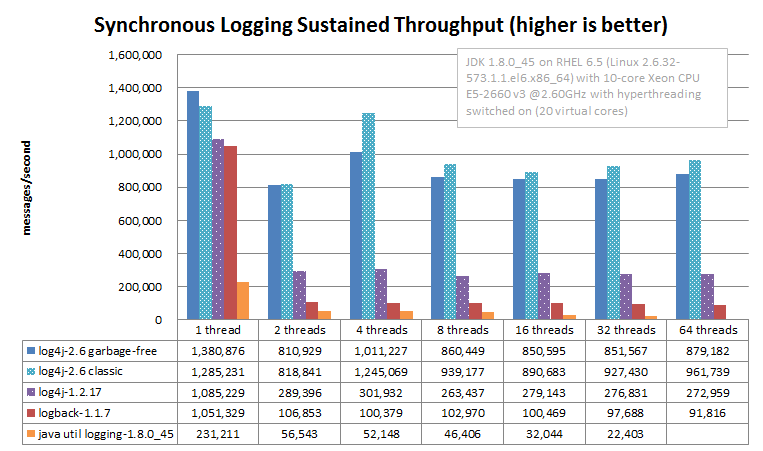 Synchronous Logging Sustained Throughput (higher is better)
JDK 1.8.0_45 on RHEL 6.5 (Linux 2.6.32-
573.1.1.el6.x86_64) with 10-core Xeon CPU
E5-2660 v3 @2.60GHz with hyperthreading
switched on (20 virtual cores)
messages/second
1,600,000
1,400,000
1,200,000
1,000,000
800,000
600,000
400,000
200,000
0
1 thread 2 threads 4 threads 8 threads 16 threads 32 threads 64 threads
log4j-2.6 garbage-free 1,380,876 810,929 1,011,227 860,449 850,595 851,567 879,182
log4j-2.6 classic 1,285,231 818,841 1,245,069 939,177 890,683 927,430 961,739
log4j-1.2.17 1,085,229 289,396 301,932 263,437 279,143 276,831 272,959
logback-1.1.7 1,051,329 106,853 100,379 102,970 100,469 97,688 91,816
java util logging-1.8.0_45 231,211 56,543 52,148 46,406 32,044 22,403